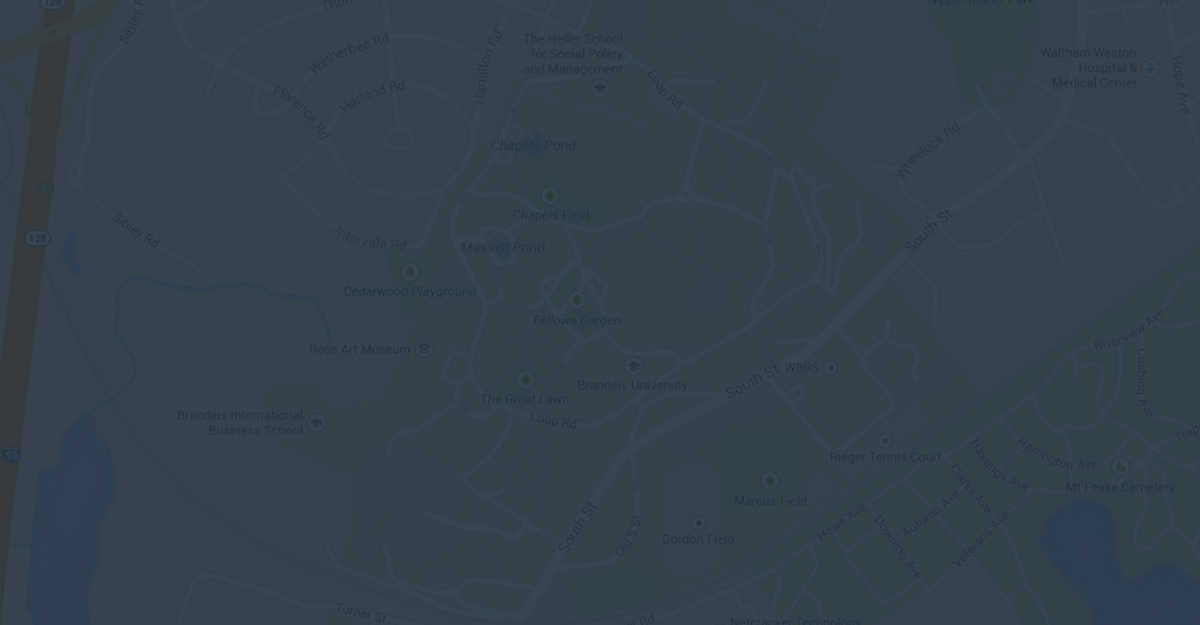 128
Sibley R
Thorn
Nipper Maher Park
Wetherbee Rd
Hamilton Rd
The Heller School
for Social Policy
and Management
Waltham Weston
Hospital &
Medical Center
Hope Ave
Florence Rd
Harland Rd
Loop Rd
Chapels Pond
Wheelock Rd
Chapels Field
Sibley Rd
128
Intervale Rd
Massell Pond
South St
Cedarwood Playground
Fellows Garden
Rose Art Museum
Riverview Ave
Cushing Ave
WBRS
South St
Brandeis University
The Great Lawn
Loop Rd
Brandeis International
Business School
Rieger Tennis Court
Trap
95
Harrington Ave
Hastings Ave
Clarke Ave
Mt Feake Cemetery
Marcus Field
Autumn Ave
Veterans Ave
Howe Ave
Downing Ave
South St
Old S St
Gordon Field
Turner St
Rd
Netcracker Technology